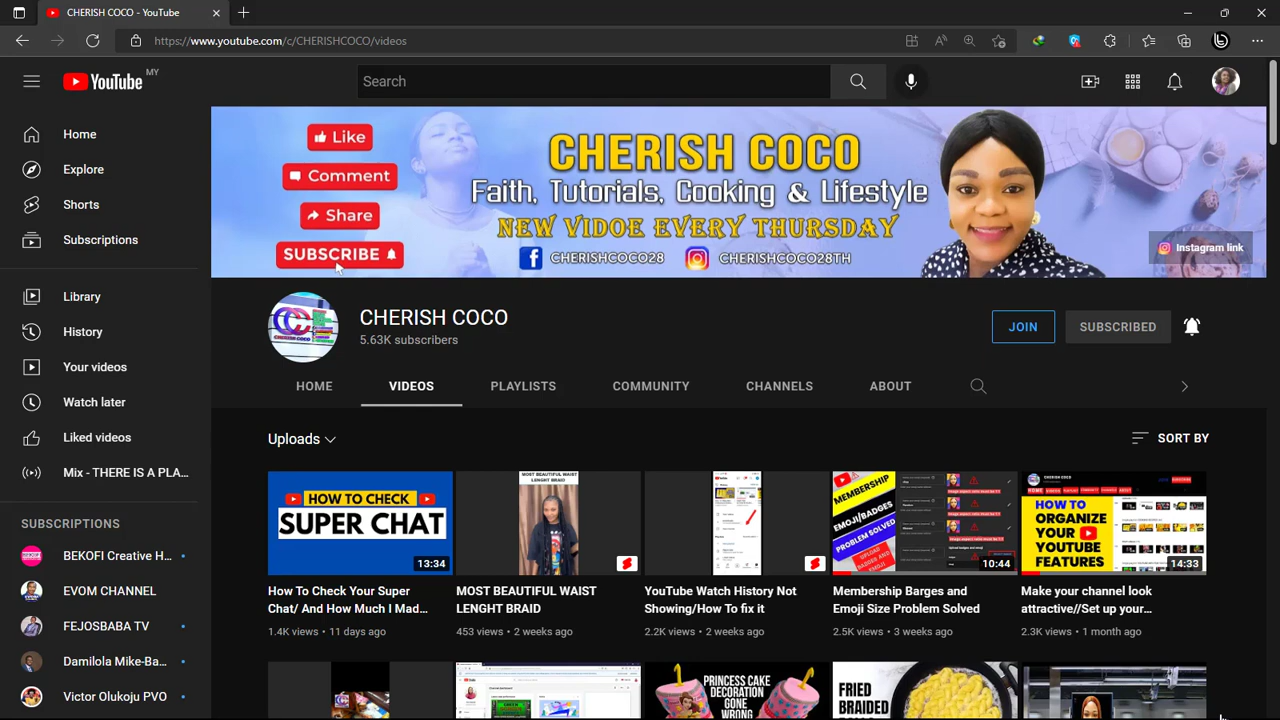 CHERISH COCO - YouTube
https://www.youtube.com/c/CHERISHCOCO/videos
YouTube MY
Search
Home
Explore
Shorts
Subscriptions
Library
History
Your videos
Watch later
Liked videos
Mix - THERE IS A PLA...
SUBSCRIPTIONS
BEKOFI Creative H...
EVOM CHANNEL
FEJOSBABA TV
Damilola Mike-Ba...
Victor Olukoju PVO
Like
Comment
Share
SUBSCRIBE
CHERISH COCO
Faith, Tutorials, Cooking & Lifestyle
NEW VIDOE EVERY THURSDAY
CHERISHCOCO28
CHERISHCOCO28TH
Instagram link
CHERISH COCO
5.63K subscribers
JOIN
SUBSCRIBED
HOME
VIDEOS
PLAYLISTS
COMMUNITY
CHANNELS
ABOUT
Uploads
SORT BY
HOW TO CHECK
SUPER CHAT
13:34
How To Check Your Super
Chat/ And How Much I Mad...
1.4K views • 11 days ago
MOST BEAUTIFUL WAIST
LENGHT BRAID
MOST BEAUTIFUL WAIST
LENGHT BRAID
453 views • 2 weeks ago
YouTube Watch History Not
Showing/How To fix it
2.2K views • 2 weeks ago
MEMBERSHIP
EMOJI/BADGES
PROBLEM SOLVED
UPLOAD
BADGES AND
EMOJI
10:44
Membership Barges and
Emoji Size Problem Solved
2.5K views • 3 weeks ago
HOW TO
ORGANIZE
YOUR
YOUTUBE
FEATURES
14:33
Make your channel look
attractive//Set up your...
2.3K views • 1 month ago
PRINCESS CAKE
DECORATION
GONE
WRONG
FRIED
BRAIDED